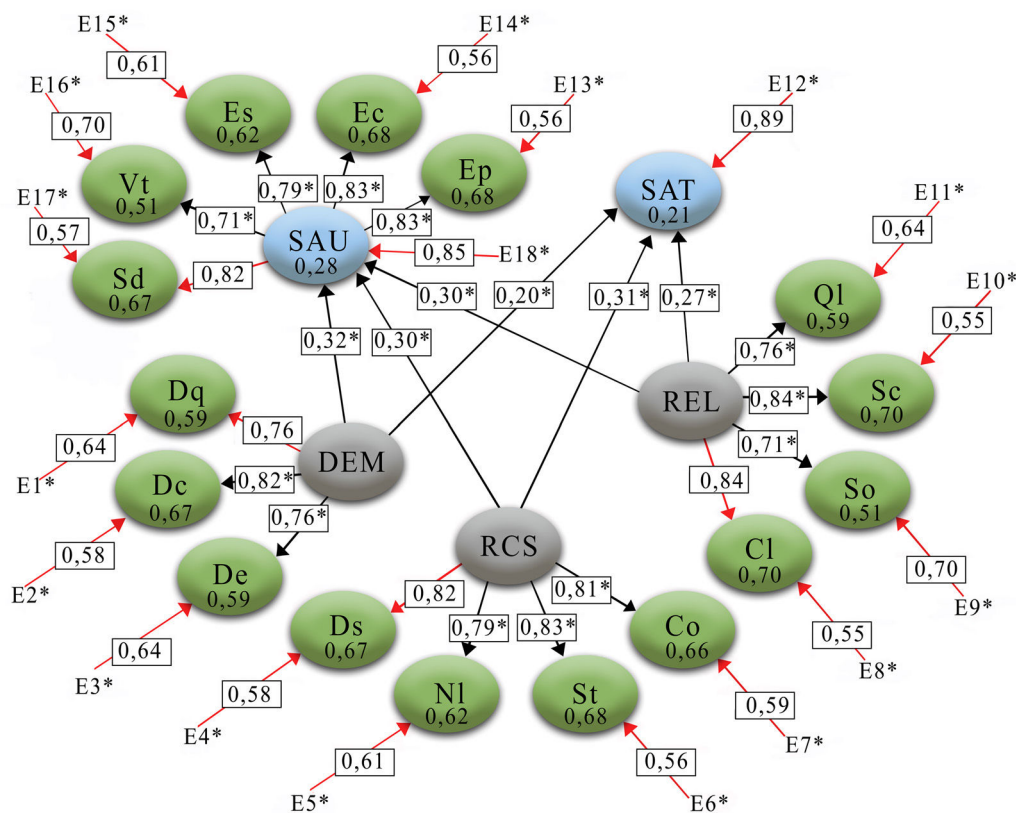 E15*
E14*
0,61
0,56
E16*
E13*
E12*
Es
0,62
Ec
0,68
0,70
0,56
0,89
Vt
0,51
Ep
0,68
0,79*
0,83*
SAT
0,21
E17*
0,71*
0,83*
E11*
0,57
SAU
0,28
0,85
E18*
0,64
Sd
0,67
0,82
E10*
0,30*
0,20*
0,31*
0,27*
Ql
0,59
0,55
0,32*
0,30*
0,76*
Dq
0,59
REL
0,84*
Sc
0,70
0,64
0,76
0,71*
E1*
DEM
Dc
0,67
0,82*
0,84
So
0,51
0,76*
0,58
RCS
Cl
0,70
0,70
E2*
De
0,59
0,82
0,81*
E9*
0,64
Ds
0,67
0,79*
0,83*
Co
0,66
0,55
E3*
E8*
0,58
Nl
0,62
St
0,68
0,59
E4*
E7*
0,61
0,56
E5*
E6*